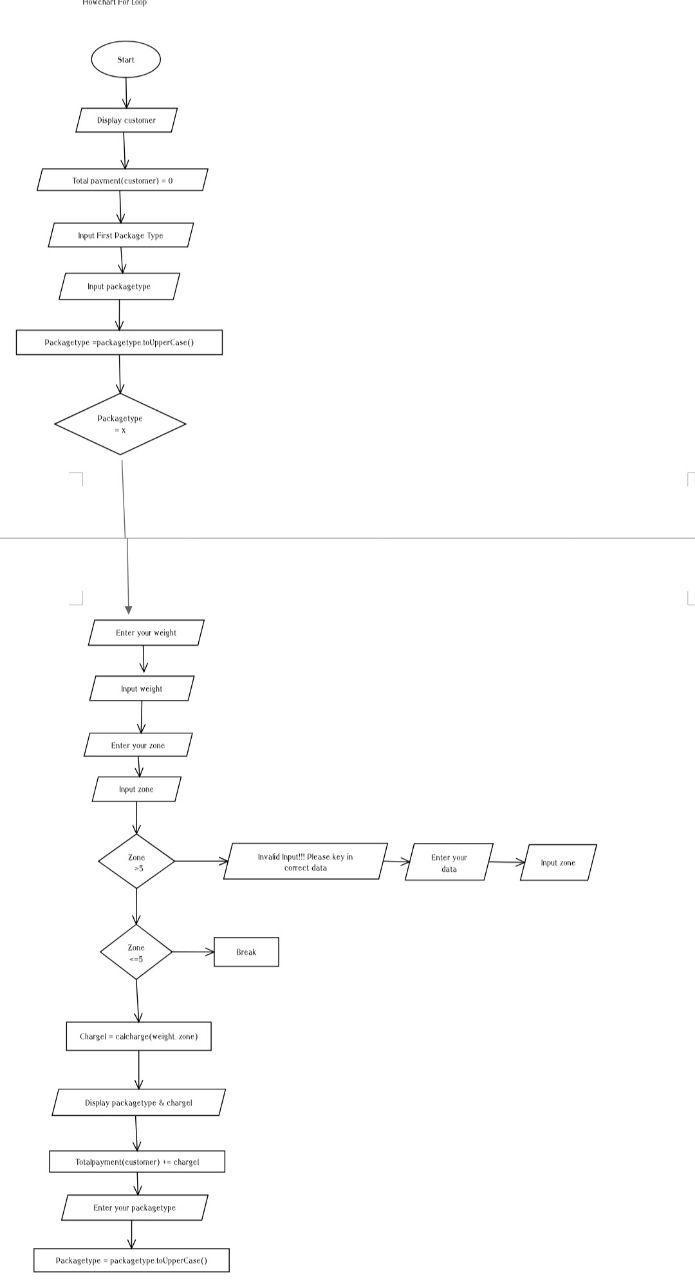 Flowchart For Loop
Start
Display customer
Total payment(customer) = 0
Input First Package Type
Input packagetype
Packagetype =packagetype.toUpperCase()
Packagetype
= x
Enter your weight
Input weight
Enter your zone
Input zone
Zone
>5
Invalid Input!!! Please key in
correct data
Enter your
data
Input zone
Zone
<=5
Break
Charge1 = calcharge(weight, zone)
Display packagetype & charge1
Totalpayment(customer) += charge1
Enter your packagetype
Packagetype = packagetype.toUpperCase()